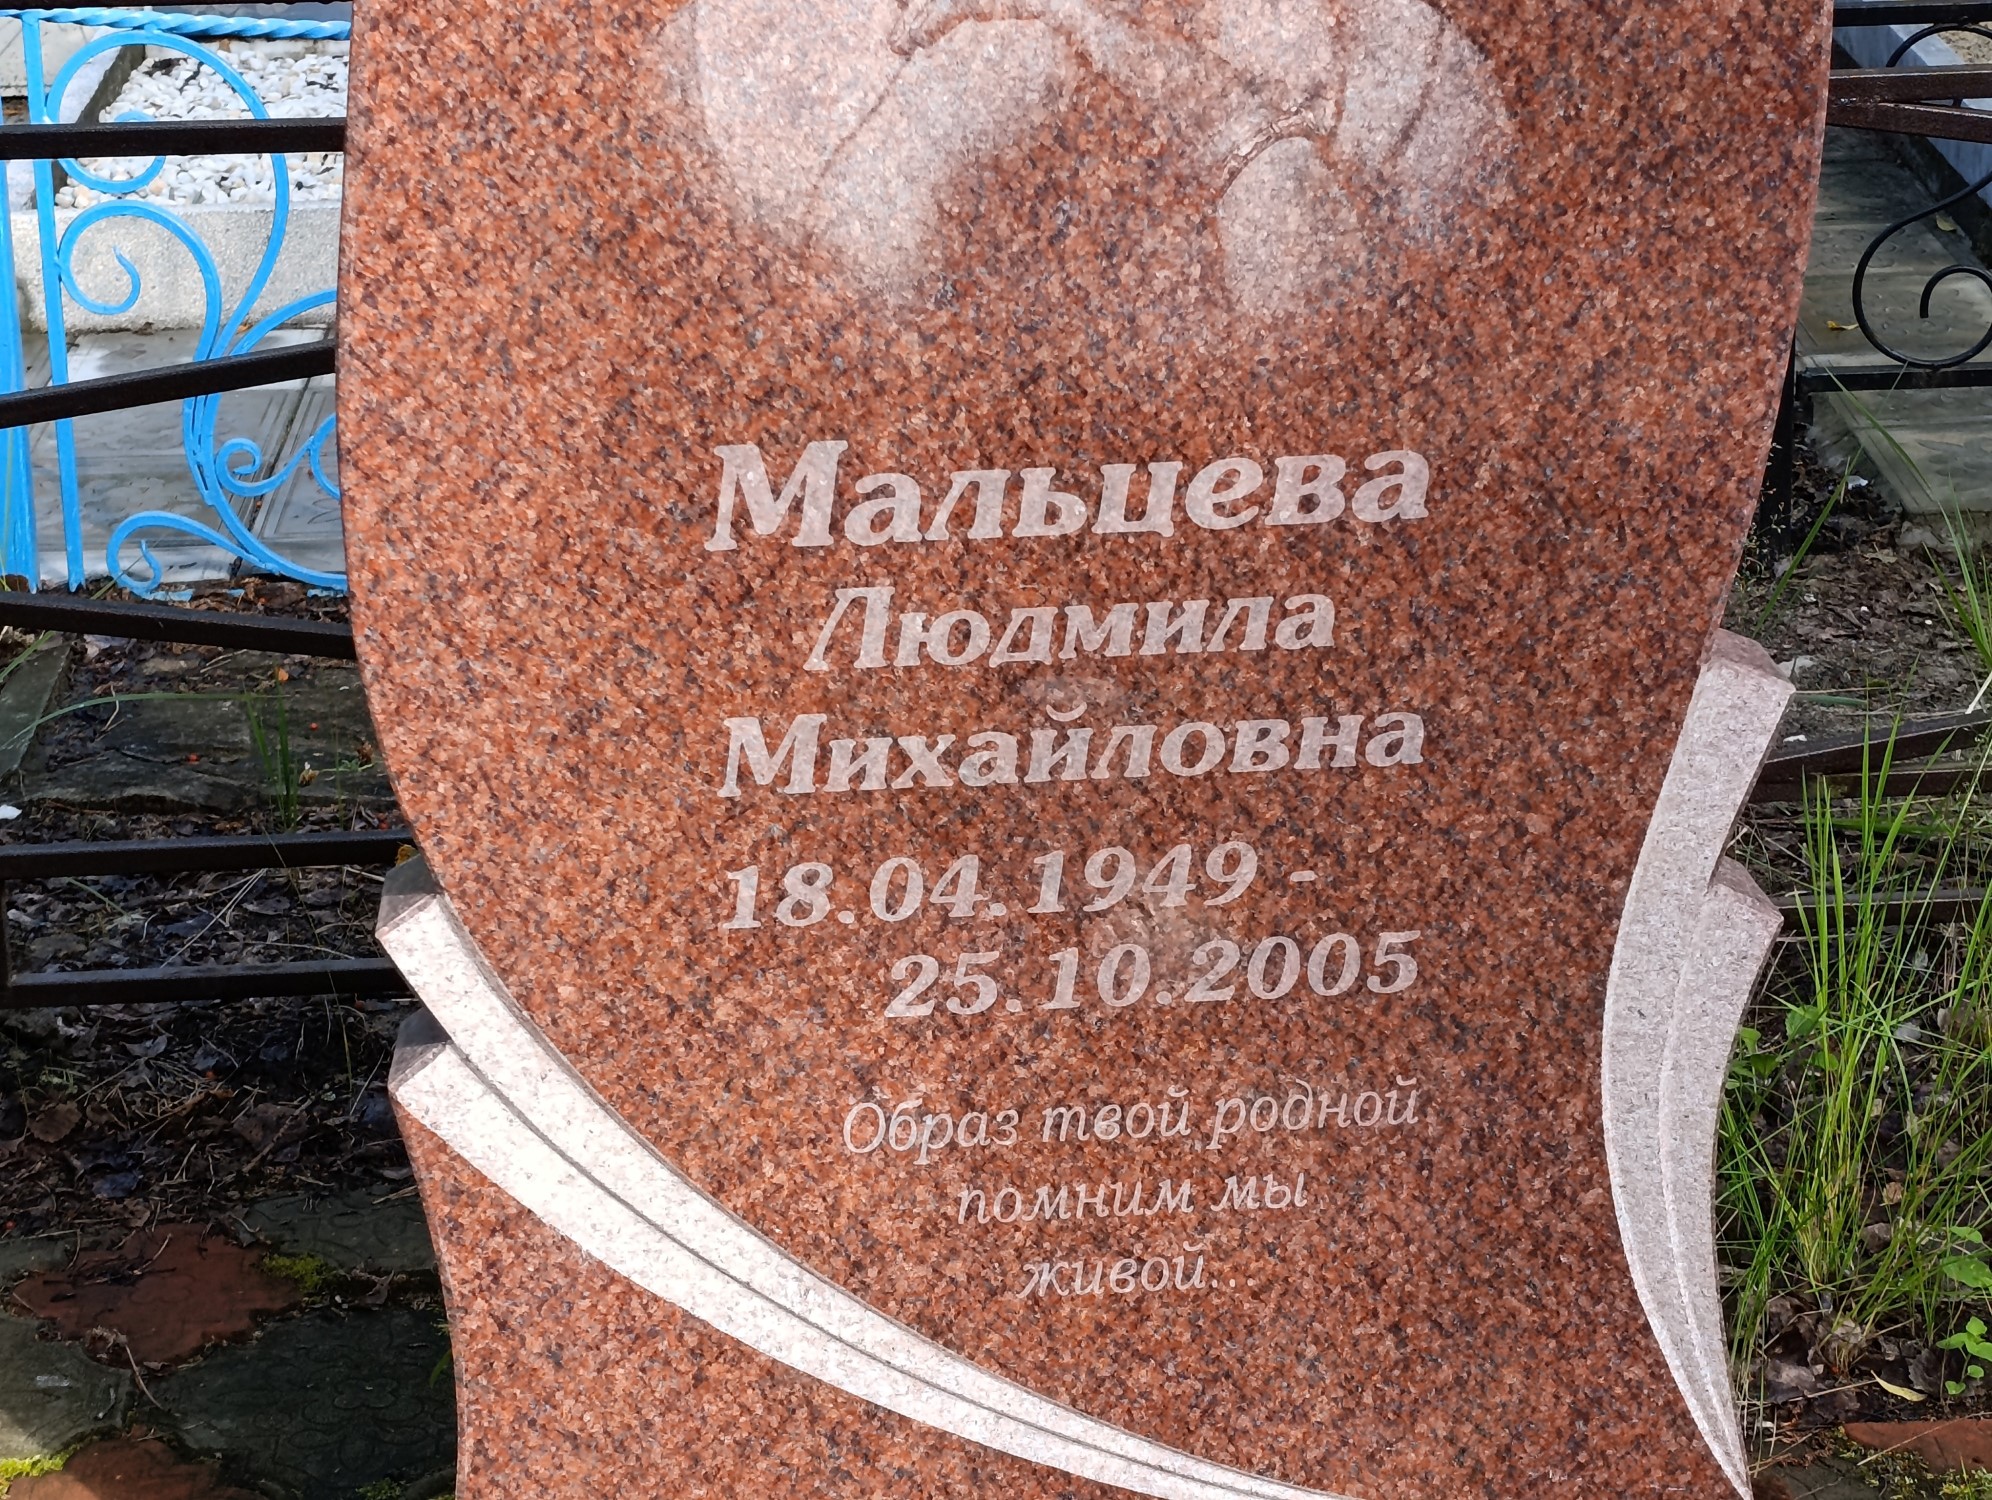 Мальцева
Людмила
Михайловна
18.04.1949 -
25.10.2005
Образ твой родной
помним мы
живой...